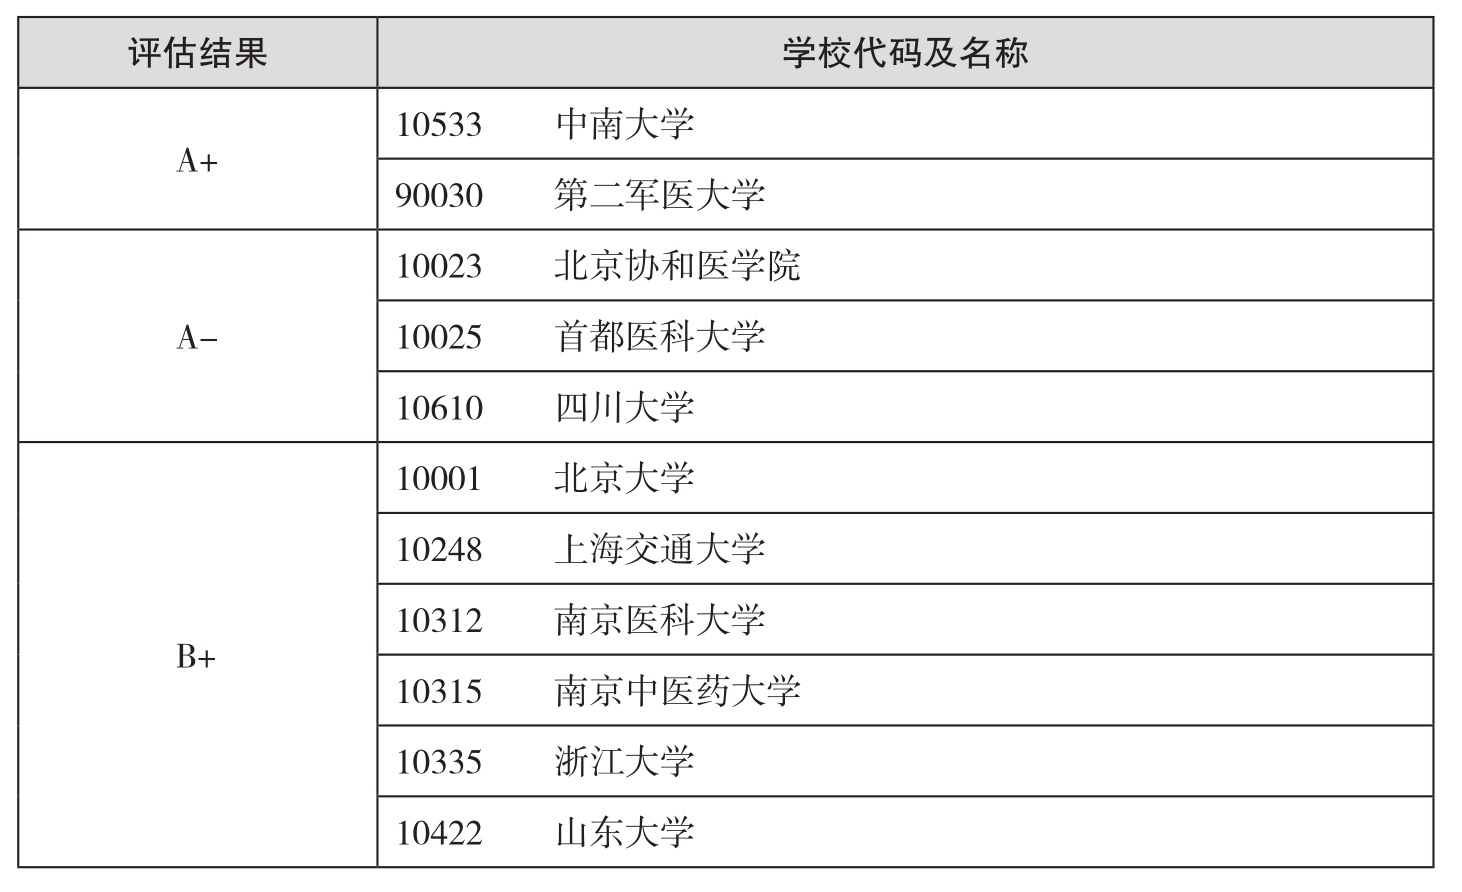 评估结果 学校代码及名称
A+
10533 中南大学
90030 第二军医大学
A-
10023 北京协和医学院
10025 首都医科大学
10610 四川大学
B+
10001 北京大学
10248 上海交通大学
10312 南京医科大学
10315 南京中医药大学
10335 浙江大学
10422 山东大学